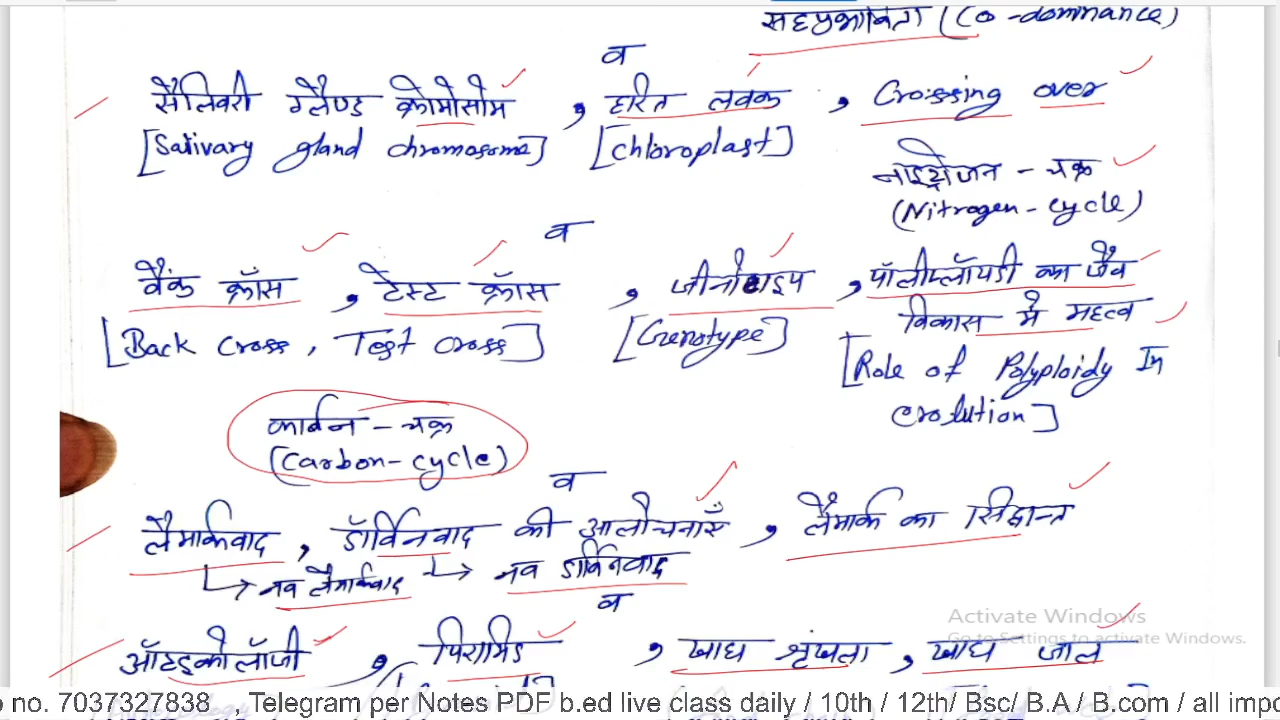 सहप्रभाविता (Co-dominance)
व
सैलिवरी ग्लैण्ड क्रोमोसोम , हरित लवक , Croissing over
[Salivary gland chromosome] [chloroplast]
नाइट्रोजन - चक्र
(Nitrogen-cycle)
व
बैंक क्रॉस , टेस्ट क्रॉस , जीनोटाइप , पॉलीप्लॉयडी का जैव
विकास मे महत्व
[Back cross, Test cross] [Genotype] [Role of Polyploidy In
evolution]
कार्बन - चक्र
(Carbon-cycle)
व
लैमार्कवाद , डॉर्विनवाद की आलोचनाएँ , लैमार्क का सिद्धान्त
↳ नव लैमार्कवाद ↳ नव डार्विनवाद
व
ऑटइकोलॉजी , पिरामिड , खाध श्रृंखला , खाध जाल
Activate Windows
Go to Settings to activate Windows.
no. 7037327838 , Telegram per Notes PDF b.ed live class daily / 10th / 12th/ Bsc/ B.A / B.com / all impo